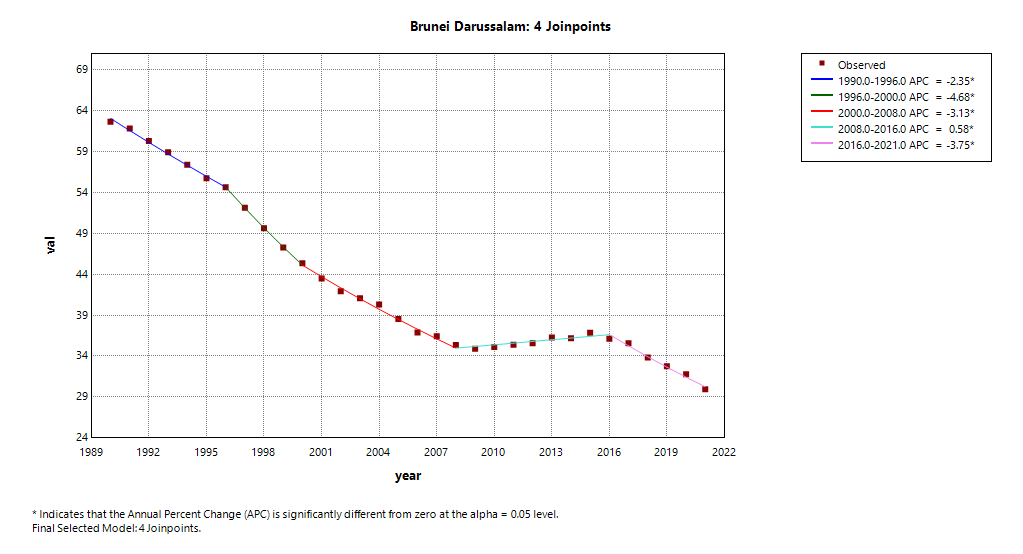 Brunei Darussalam: 4 Joinpoints
Observed
1990.0-1996.0 APC = -2.35*
1996.0-2000.0 APC = -4.68*
2000.0-2008.0 APC = -3.13*
2008.0-2016.0 APC = 0.58*
2016.0-2021.0 APC = -3.75*
69
64
59
54
49
44
39
34
29
24
val
1989 1992 1995 1998 2001 2004 2007 2010 2013 2016 2019 2022
year
* Indicates that the Annual Percent Change (APC) is significantly different from zero at the alpha = 0.05 level.
Final Selected Model: 4 Joinpoints.